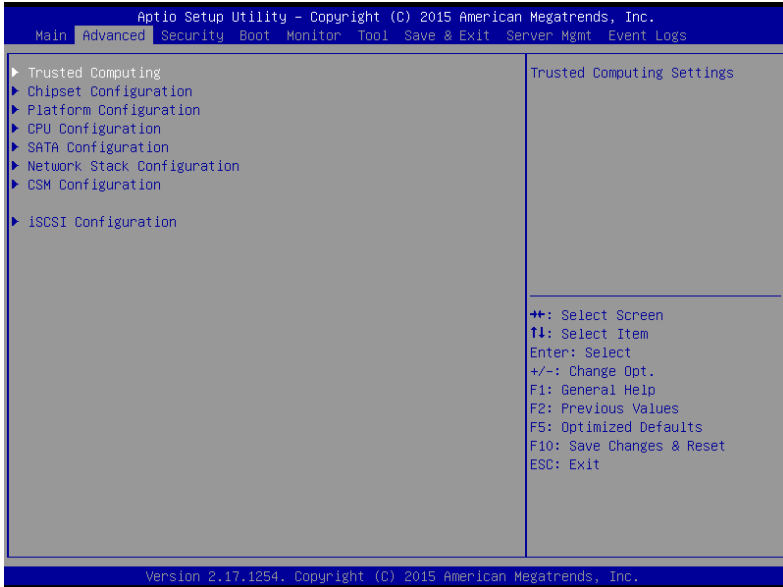 Aptio Setup Utility – Copyright (C) 2015 American Megatrends, Inc.
Main Advanced Security Boot Monitor Tool Save & Exit Server Mgmt Event Logs
Trusted Computing
Chipset Configuration
Platform Configuration
CPU Configuration
SATA Configuration
Network Stack Configuration
CSM Configuration
iSCSI Configuration
Trusted Computing Settings
→←: Select Screen
↑↓: Select Item
Enter: Select
+/-: Change Opt.
F1: General Help
F2: Previous Values
F5: Optimized Defaults
F10: Save Changes & Reset
ESC: Exit
Version 2.17.1254. Copyright (C) 2015 American Megatrends, Inc.